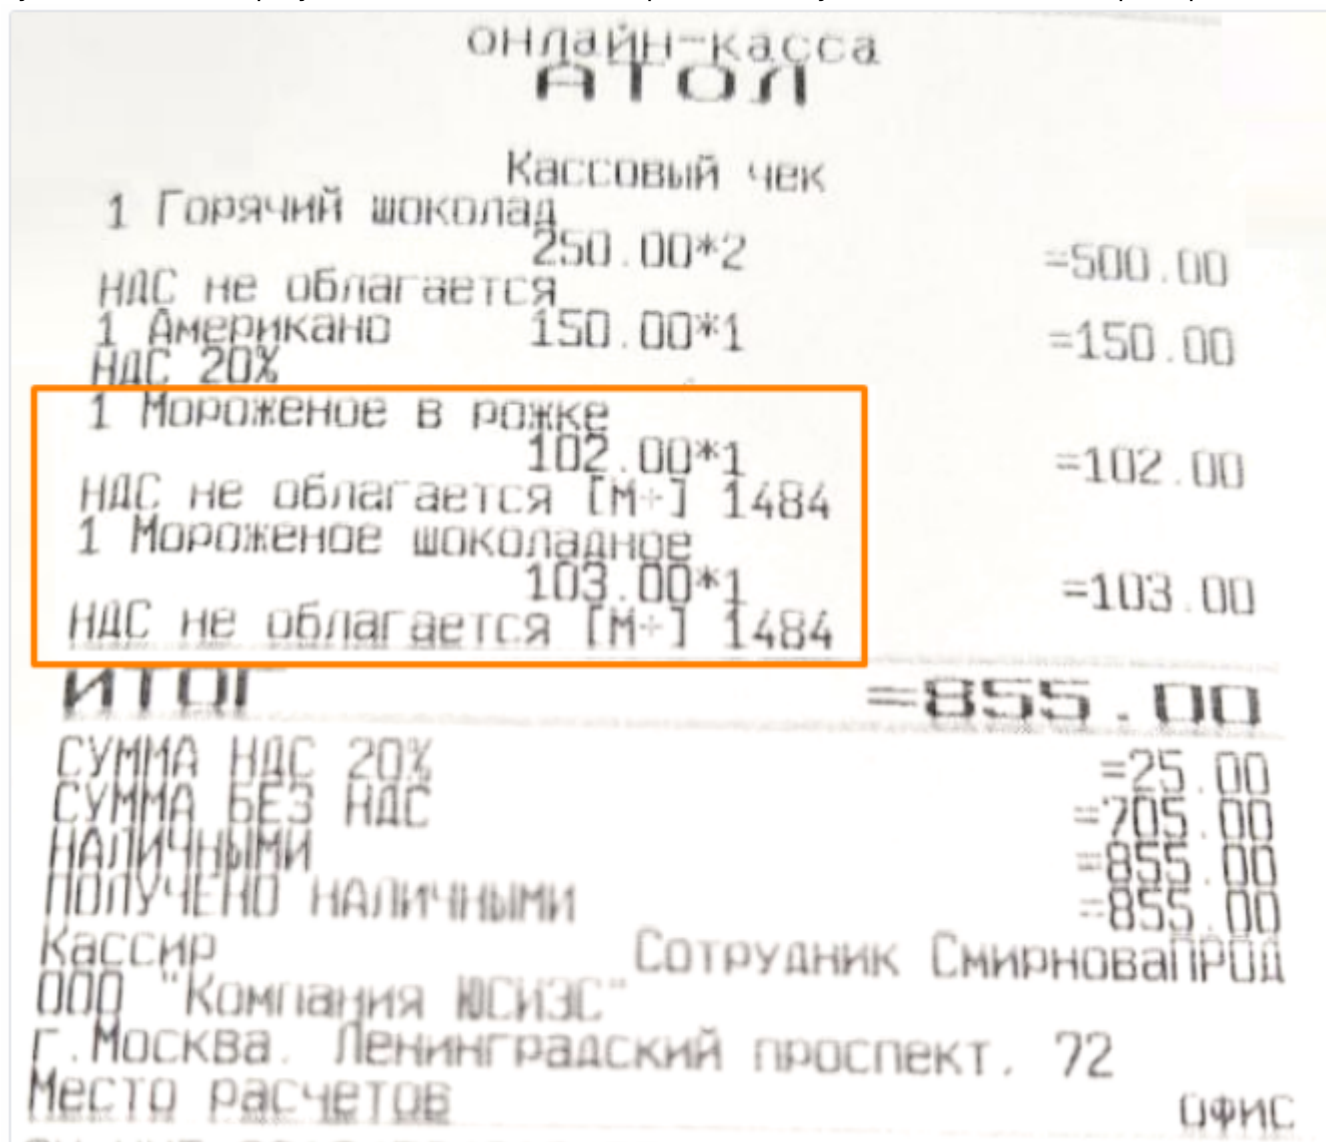 онлайн-касса
АТОЛ
Кассовый чек
1 Горячий шоколад
250.00*2 =500.00
НДС не облагается
1 Американо 150.00*1 =150.00
НДС 20%
1 Мороженое в рожке
102.00*1 =102.00
НДС не облагается [М+] 1484
1 Мороженое шоколадное
103.00*1 =103.00
НДС не облагается [М+] 1484
ИТОГ =855.00
СУММА НДС 20% =25.00
СУММА БЕЗ НДС =705.00
НАЛИЧНЫМИ =855.00
ПОЛУЧЕНО НАЛИЧНЫМИ =855.00
Кассир Сотрудник СмирноваПРОД
ООО "Компания ЮСИЭС"
г.Москва. Ленинградский проспект. 72
Место расчетов офис